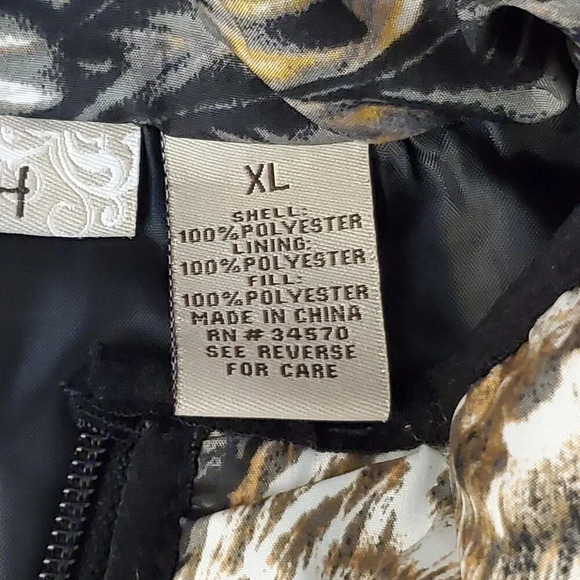 4
XL
SHELL:
100%POLYESTER
LINING:
100%POLYESTER
FILL:
100%POLYESTER
MADE IN CHINA
RN # 34570
SEE REVERSE
FOR CARE